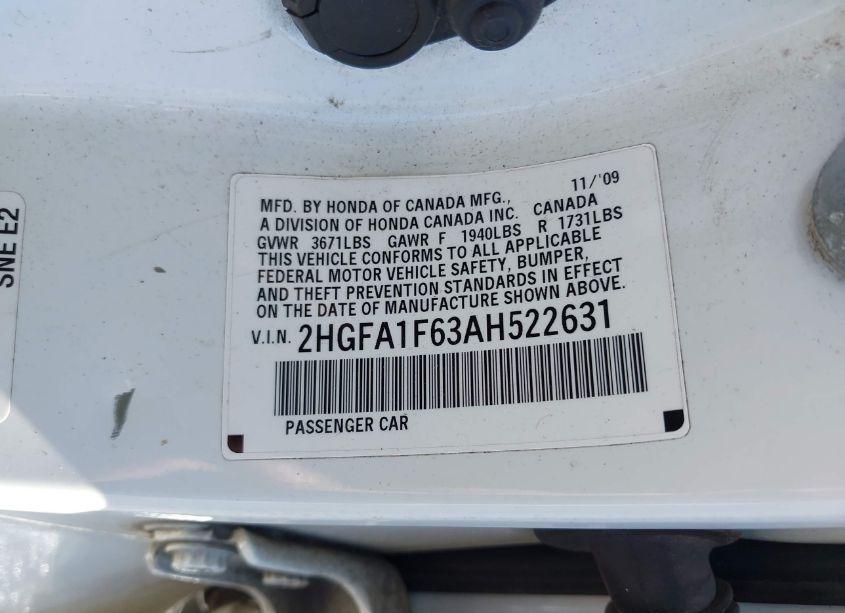 MFD. BY HONDA OF CANADA MFG., 11/'09
A DIVISION OF HONDA CANADA INC. CANADA
GVWR 3671LBS GAWR F 1940LBS R 1731LBS
THIS VEHICLE CONFORMS TO ALL APPLICABLE
FEDERAL MOTOR VEHICLE SAFETY, BUMPER,
AND THEFT PREVENTION STANDARDS IN EFFECT
ON THE DATE OF MANUFACTURE SHOWN ABOVE.
V.I.N. 2HGFA1F63AH522631
PASSENGER CAR
SNE E2